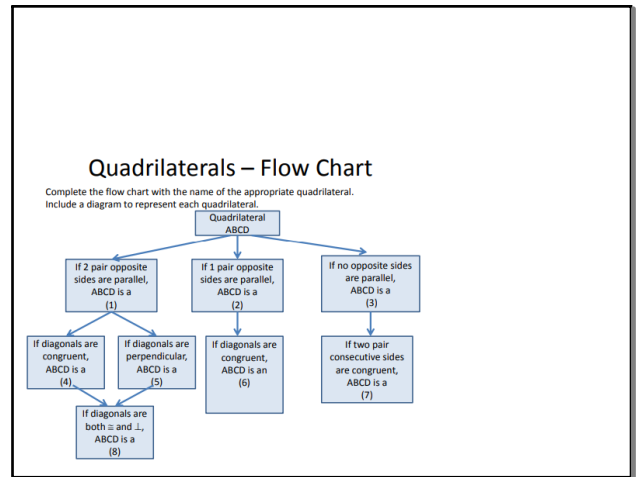 Quadrilaterals – Flow Chart
Complete the flow chart with the name of the appropriate quadrilateral.
Include a diagram to represent each quadrilateral.
Quadrilateral
ABCD
If 2 pair opposite
sides are parallel,
ABCD is a
(1)
If 1 pair opposite
sides are parallel,
ABCD is a
(2)
If no opposite sides
are parallel,
ABCD is a
(3)
If diagonals are
congruent,
ABCD is a
(4)
If diagonals are
perpendicular,
ABCD is a
(5)
If diagonals are
congruent,
ABCD is an
(6)
If two pair
consecutive sides
are congruent,
ABCD is a
(7)
If diagonals are
both ≅ and ⊥,
ABCD is a
(8)